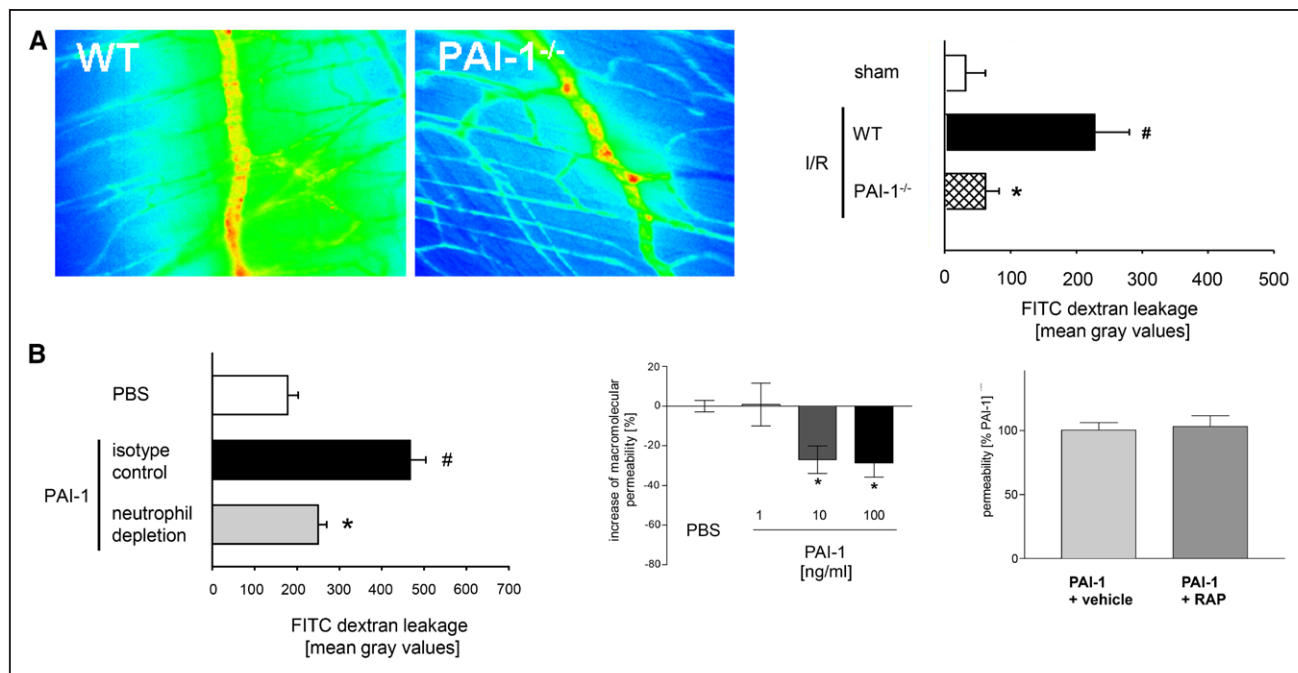 A
WT
PAI-1-/-
sham
WT
I/R
PAI-1-/-
#
*
0 100 200 300 400 500
FITC dextran leakage
[mean gray values]
B
PBS
isotype
control
PAI-1
neutrophil
depletion
#
*
0 100 200 300 400 500 600 700
FITC dextran leakage
[mean gray values]
increase of macromolecular
permeability [%]
20
0
-20
-40
-60
-80
* *
PBS
1 10 100
PAI-1
[ng/ml]
permeability [% PAI-1]
100
50
0
PAI-1
+ vehicle
PAI-1
+ RAP